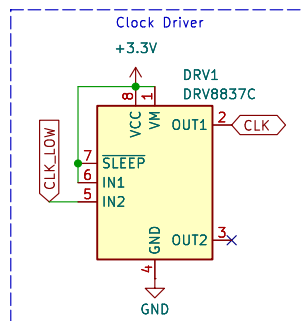 Clock Driver
+3.3V
DRV1
DRV8837C
8
1
VCC
VM
OUT1
2
CLK
CLK_LOW
7
SLEEP
6
IN1
5
IN2
OUT2
3
GND
4
GND